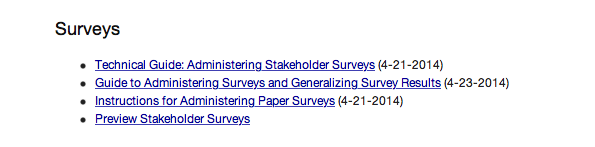 Surveys
Technical Guide: Administering Stakeholder Surveys (4-21-2014)
Guide to Administering Surveys and Generalizing Survey Results (4-23-2014)
Instructions for Administering Paper Surveys (4-21-2014)
Preview Stakeholder Surveys